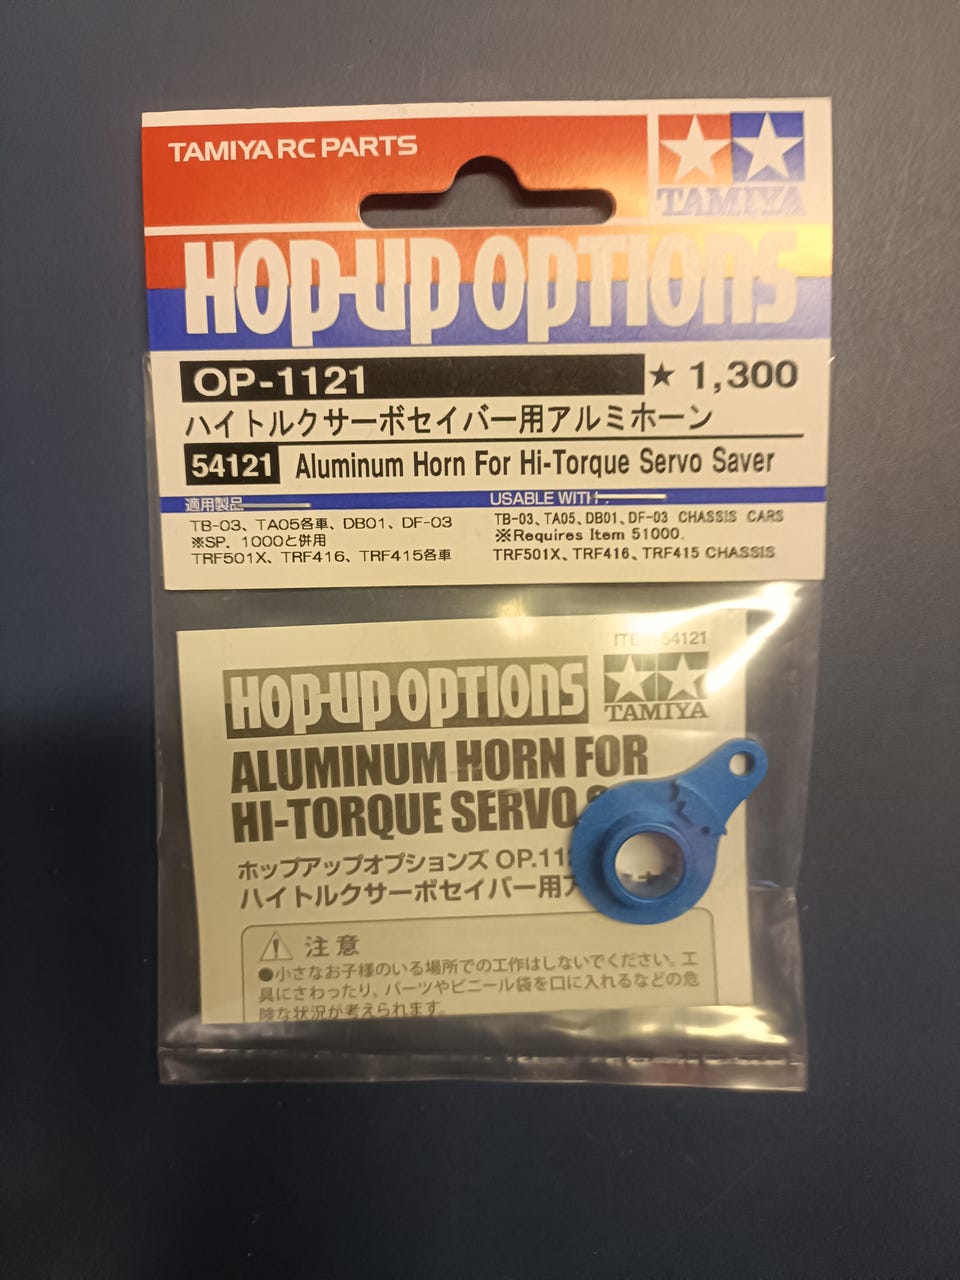 TAMIYA RC PARTS
TAMIYA
HOP-UP OPTIONS
OP-1121 ★ 1,300
ハイトルクサーボセイバー用アルミホーン
54121 Aluminum Horn For Hi-Torque Servo Saver
適用製品 USABLE WITH
TB-03、TA05各車、DB01、DF-03
※SP. 1000と併用
TRF501X、TRF416、TRF415各車
TB-03、TA05、DB01、DF-03 CHASSIS CARS
※Requires Item 51000.
TRF501X、TRF416、TRF415 CHASSIS
54121
HOP-UP OPTIONS
TAMIYA
ALUMINUM HORN FOR
HI-TORQUE SERVO
ホップアップオプションズ OP.11
ハイトルクサーボセイバー用ア
注意
●小さなお子様のいる場所での工作はしないでください。工
具にさわったり、パーツやビニール袋を口に入れるなどの危
険な状況が考えられます。